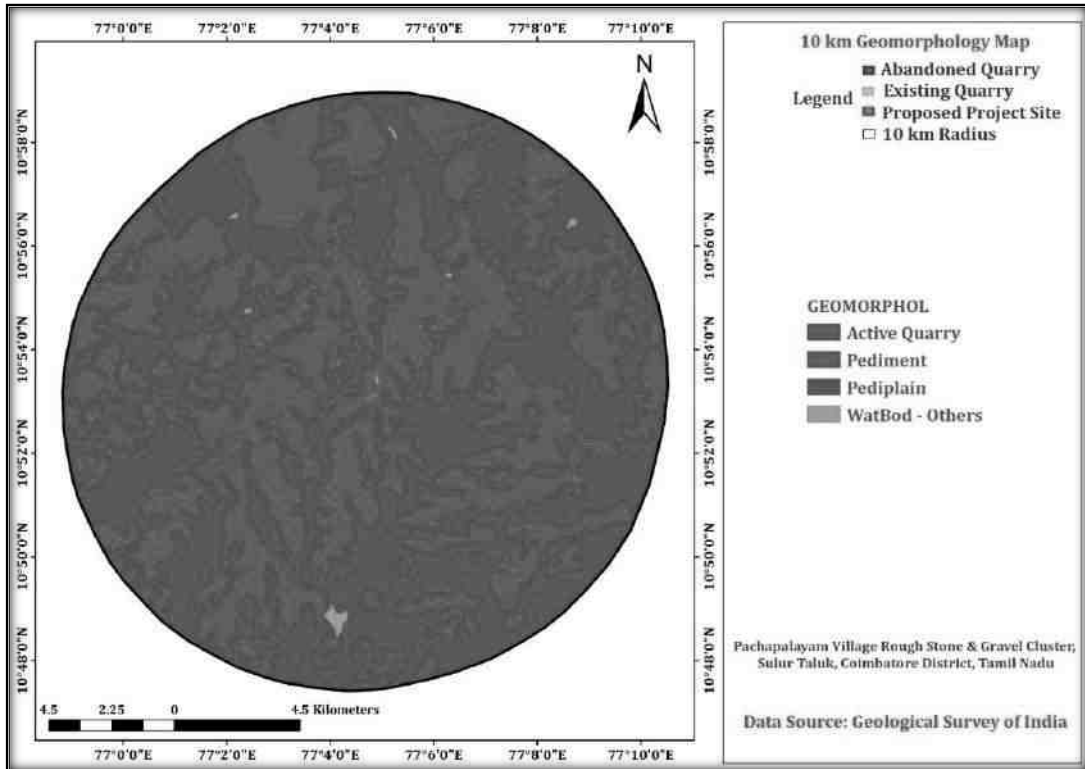 77°0'0"E 77°2'0"E 77°4'0"E 77°6'0"E 77°8'0"E 77°10'0"E
10°58'0"N 10°58'0"N
10°56'0"N 10°56'0"N
10°54'0"N 10°54'0"N
10°52'0"N 10°52'0"N
10°50'0"N 10°50'0"N
10°48'0"N 10°48'0"N
N
4.5 2.25 0 4.5 Kilometers
77°0'0"E 77°2'0"E 77°4'0"E 77°6'0"E 77°8'0"E 77°10'0"E
10 km Geomorphology Map
Legend
Abandoned Quarry
Existing Quarry
Proposed Project Site
10 km Radius
GEOMORPHOL
Active Quarry
Pediment
Pediplain
WatBod - Others
Pachapalayam Village Rough Stone & Gravel Cluster,
Sulur Taluk, Coimbatore District, Tamil Nadu
Data Source: Geological Survey of India